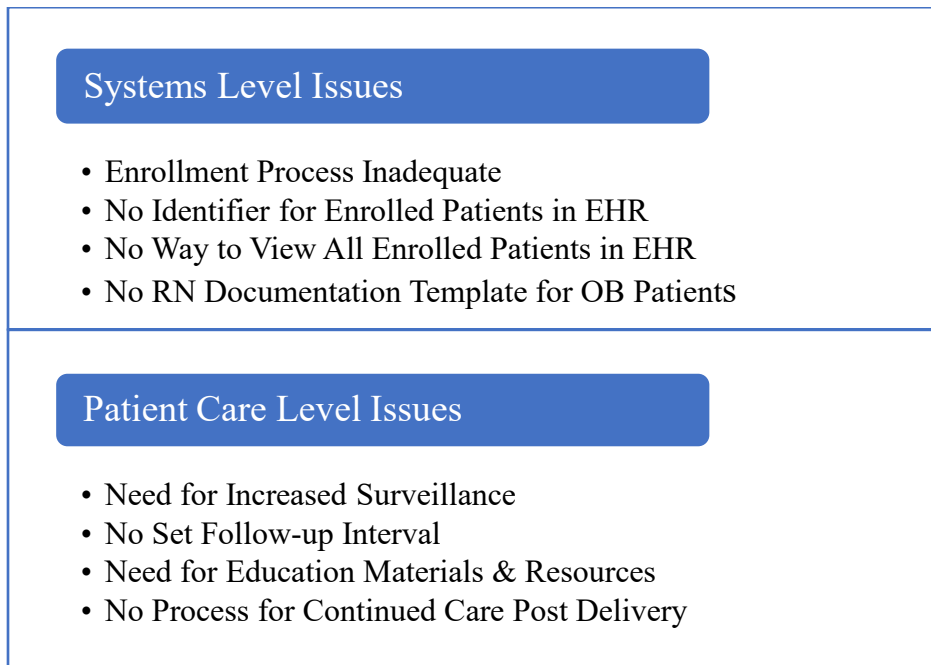 Systems Level Issues
• Enrollment Process Inadequate
• No Identifier for Enrolled Patients in EHR
• No Way to View All Enrolled Patients in EHR
• No RN Documentation Template for OB Patients
Patient Care Level Issues
• Need for Increased Surveillance
• No Set Follow-up Interval
• Need for Education Materials & Resources
• No Process for Continued Care Post Delivery